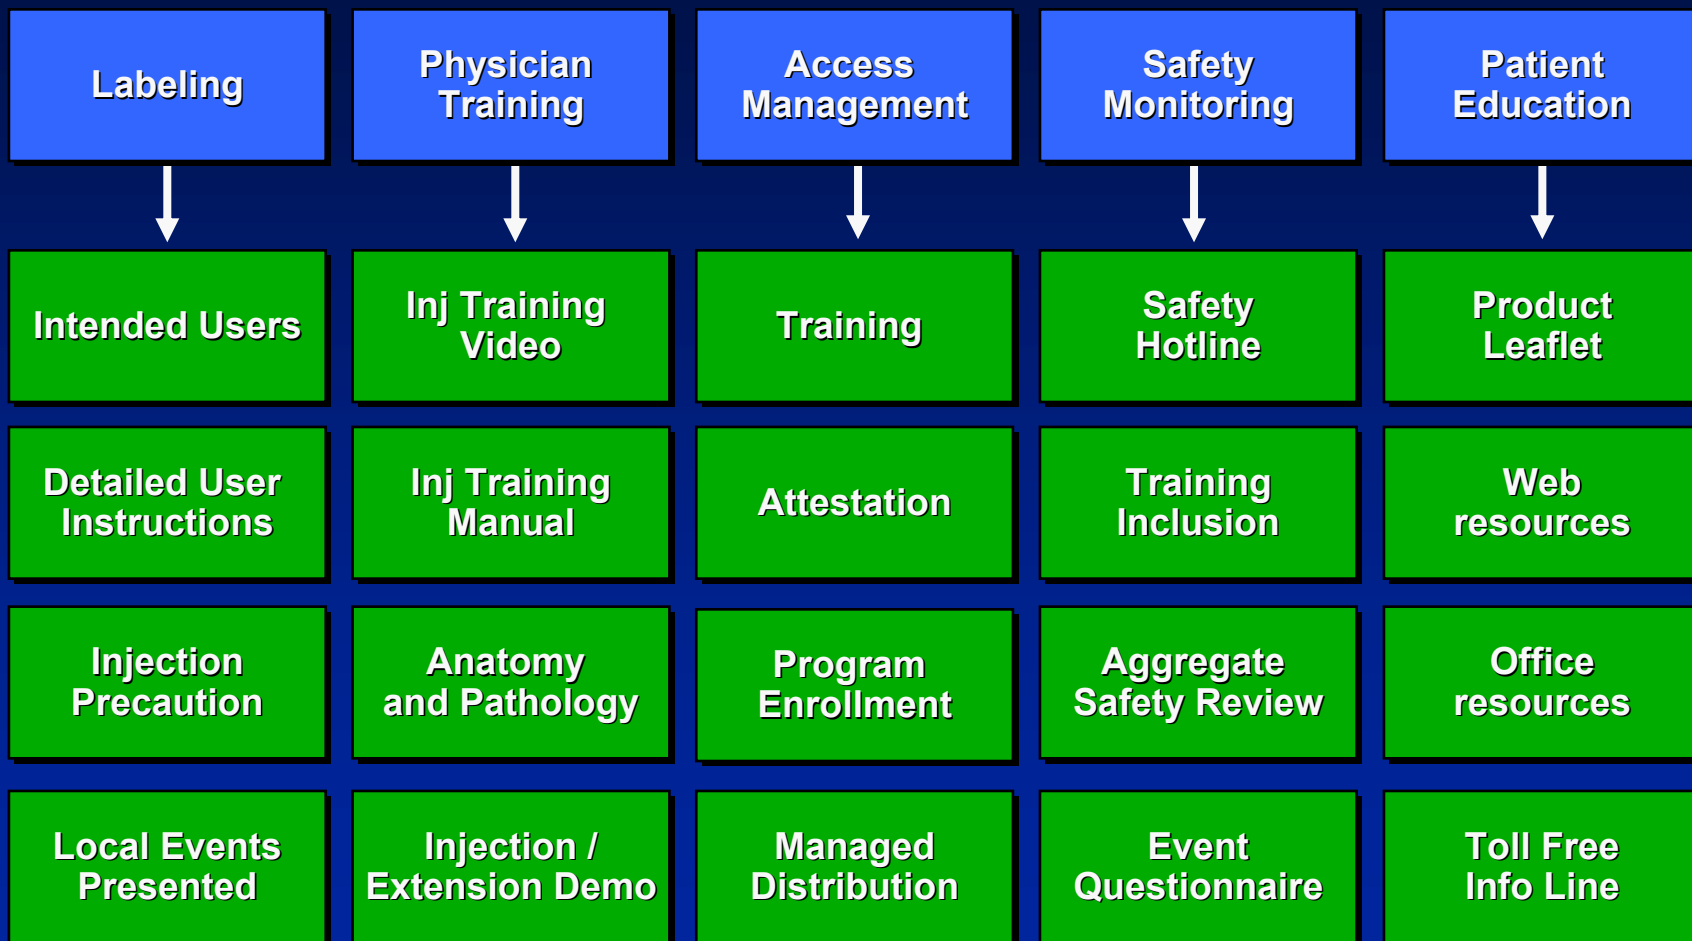 Labeling
Physician
Training
Access
Management
Safety
Monitoring
Patient
Education
Intended Users
Inj Training
Video
Training
Safety
Hotline
Product
Leaflet
Detailed User
Instructions
Inj Training
Manual
Attestation
Training
Inclusion
Web
resources
Injection
Precaution
Anatomy
and Pathology
Program
Enrollment
Aggregate
Safety Review
Office
resources
Local Events
Presented
Injection /
Extension Demo
Managed
Distribution
Event
Questionnaire
Toll Free
Info Line